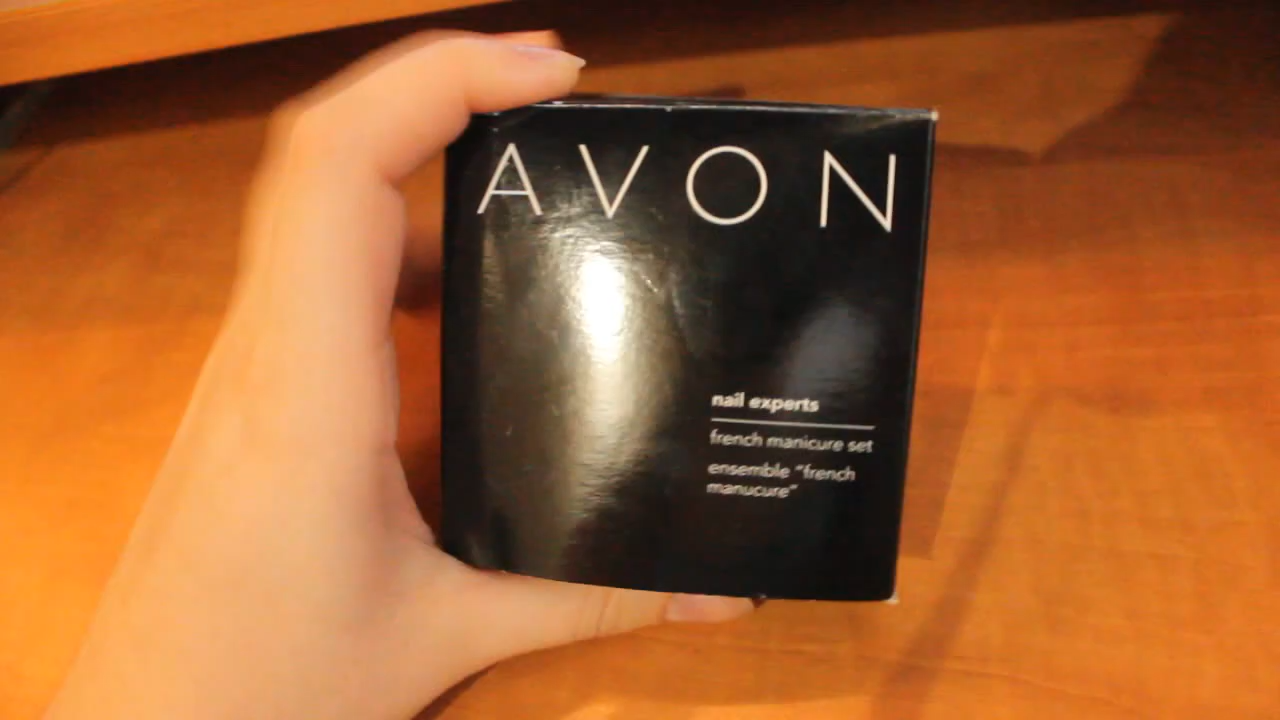 AVON
nail experts
french manicure set
ensemble "french
manucure"